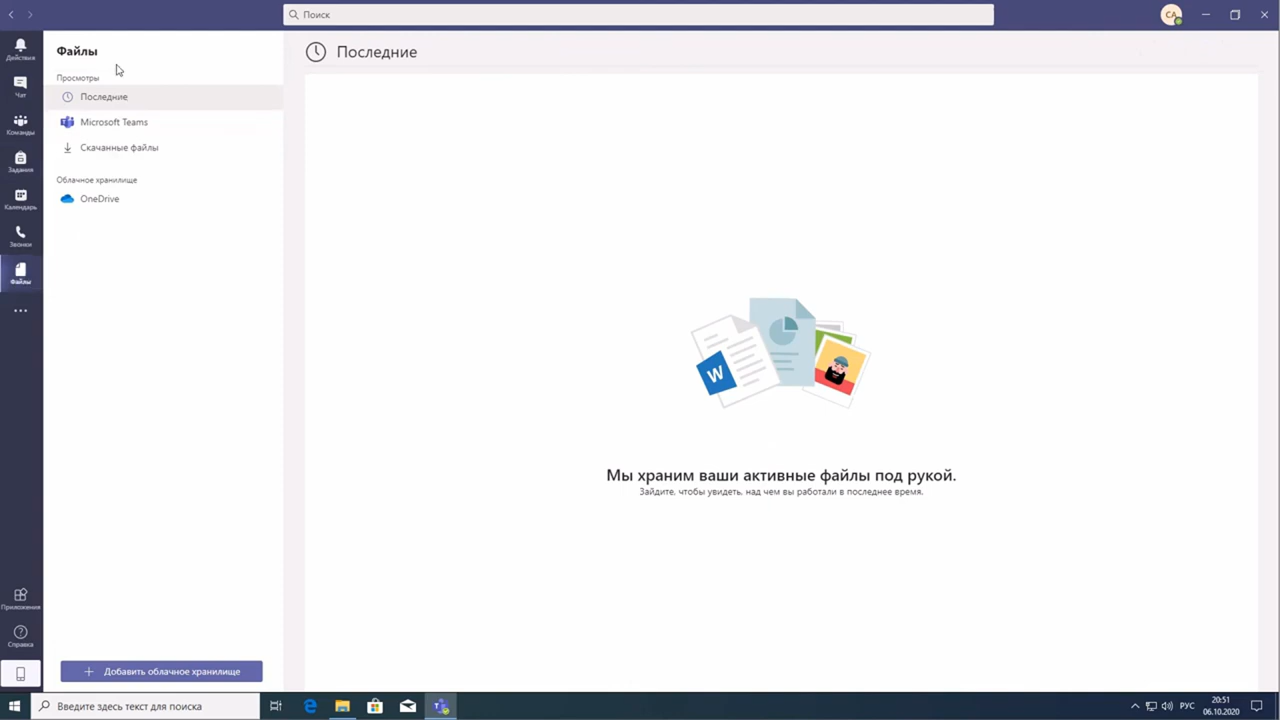 Поиск
СА
Действия
Чат
Команды
Задания
Календарь
Звонки
Файлы
Приложения
Справка
Файлы
Просмотры
Последние
Microsoft Teams
Скачанные файлы
Облачное хранилище
OneDrive
Добавить облачное хранилище
Последние
W
Мы храним ваши активные файлы под рукой.
Зайдите, чтобы увидеть, над чем вы работали в последнее время.
Введите здесь текст для поиска
РУС
20:51
06.10.2020